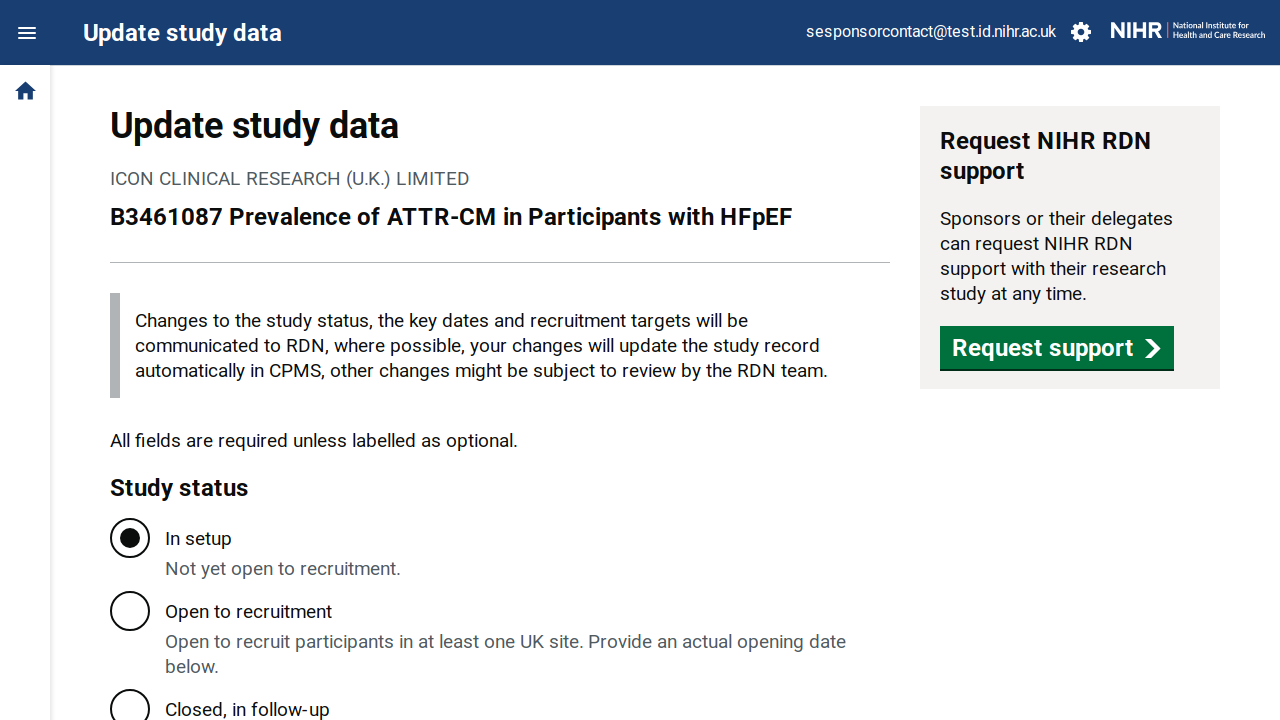 Update study data
sesponsorcontact@test.id.nihr.ac.uk
NIHR
National Institute for
Health and Care Research
Update study data
ICON CLINICAL RESEARCH (U.K.) LIMITED
B3461087 Prevalence of ATTR-CM in Participants with HFpEF
Changes to the study status, the key dates and recruitment targets will be
communicated to RDN, where possible, your changes will update the study record
automatically in CPMS, other changes might be subject to review by the RDN team.
All fields are required unless labelled as optional.
Study status
In setup
Not yet open to recruitment.
Open to recruitment
Open to recruit participants in at least one UK site. Provide an actual opening date
below.
Closed, in follow-up
Request NIHR RDN
support
Sponsors or their delegates
can request NIHR RDN
support with their research
study at any time.
Request support